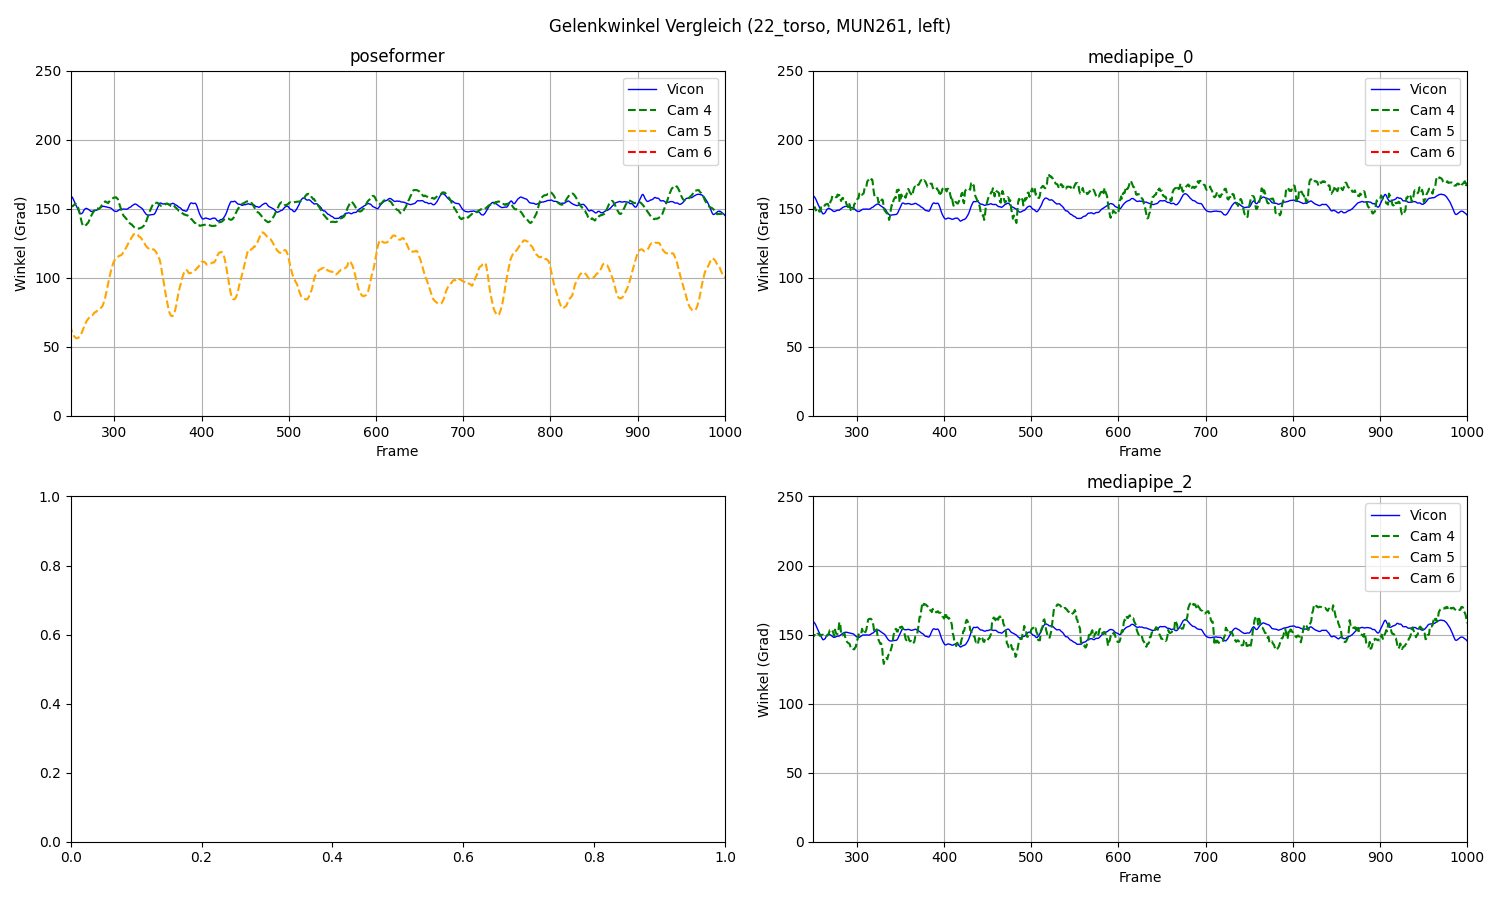 Gelenkwinkel Vergleich (22_torso, MUN261, left)
poseformer
250
200
150
100
50
0
Winkel (Grad)
300 400 500 600 700 800 900 1000
Frame
Vicon
Cam 4
Cam 5
Cam 6
mediapipe_0
250
200
150
100
50
0
Winkel (Grad)
300 400 500 600 700 800 900 1000
Frame
Vicon
Cam 4
Cam 5
Cam 6
1.0
0.8
0.6
0.4
0.2
0.0
0.0 0.2 0.4 0.6 0.8 1.0
mediapipe_2
250
200
150
100
50
0
Winkel (Grad)
300 400 500 600 700 800 900 1000
Frame
Vicon
Cam 4
Cam 5
Cam 6